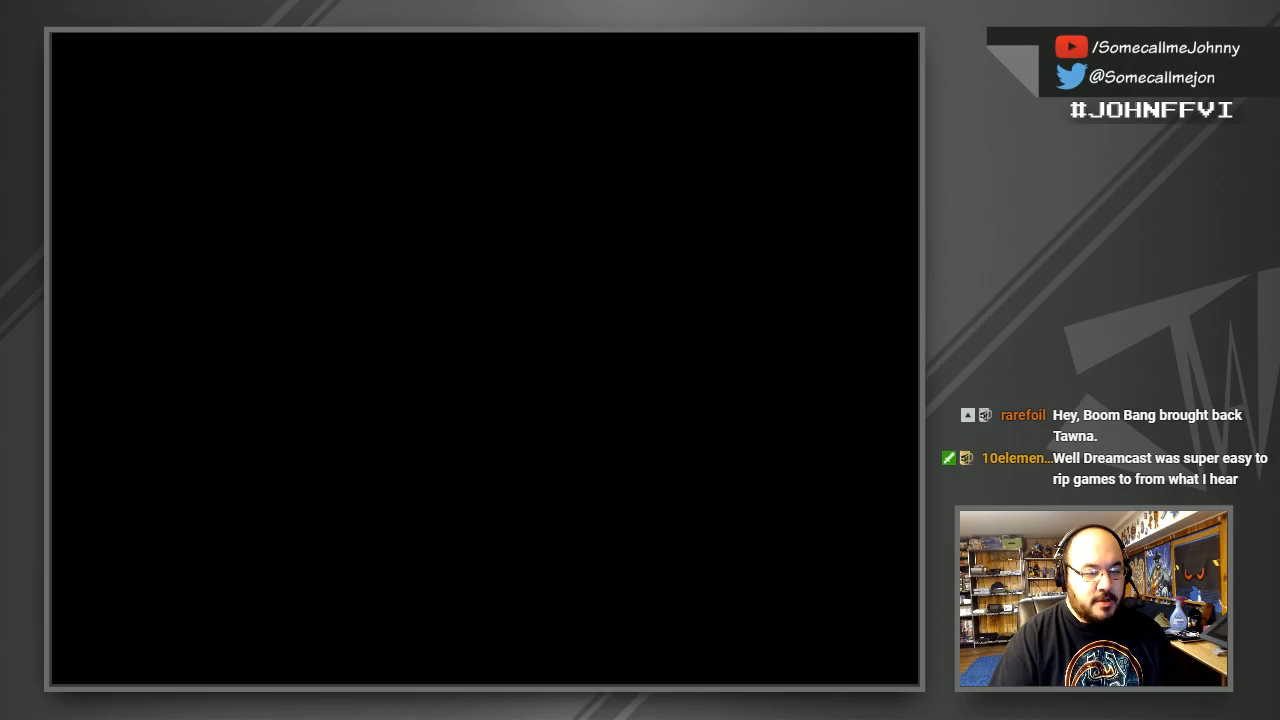 /SomecallmeJohnny
@Somecallmejon
#JOHNFFVI
rarefoil Hey, Boom Bang brought back
Tawna.
10elemen... Well Dreamcast was super easy to
rip games to from what I hear